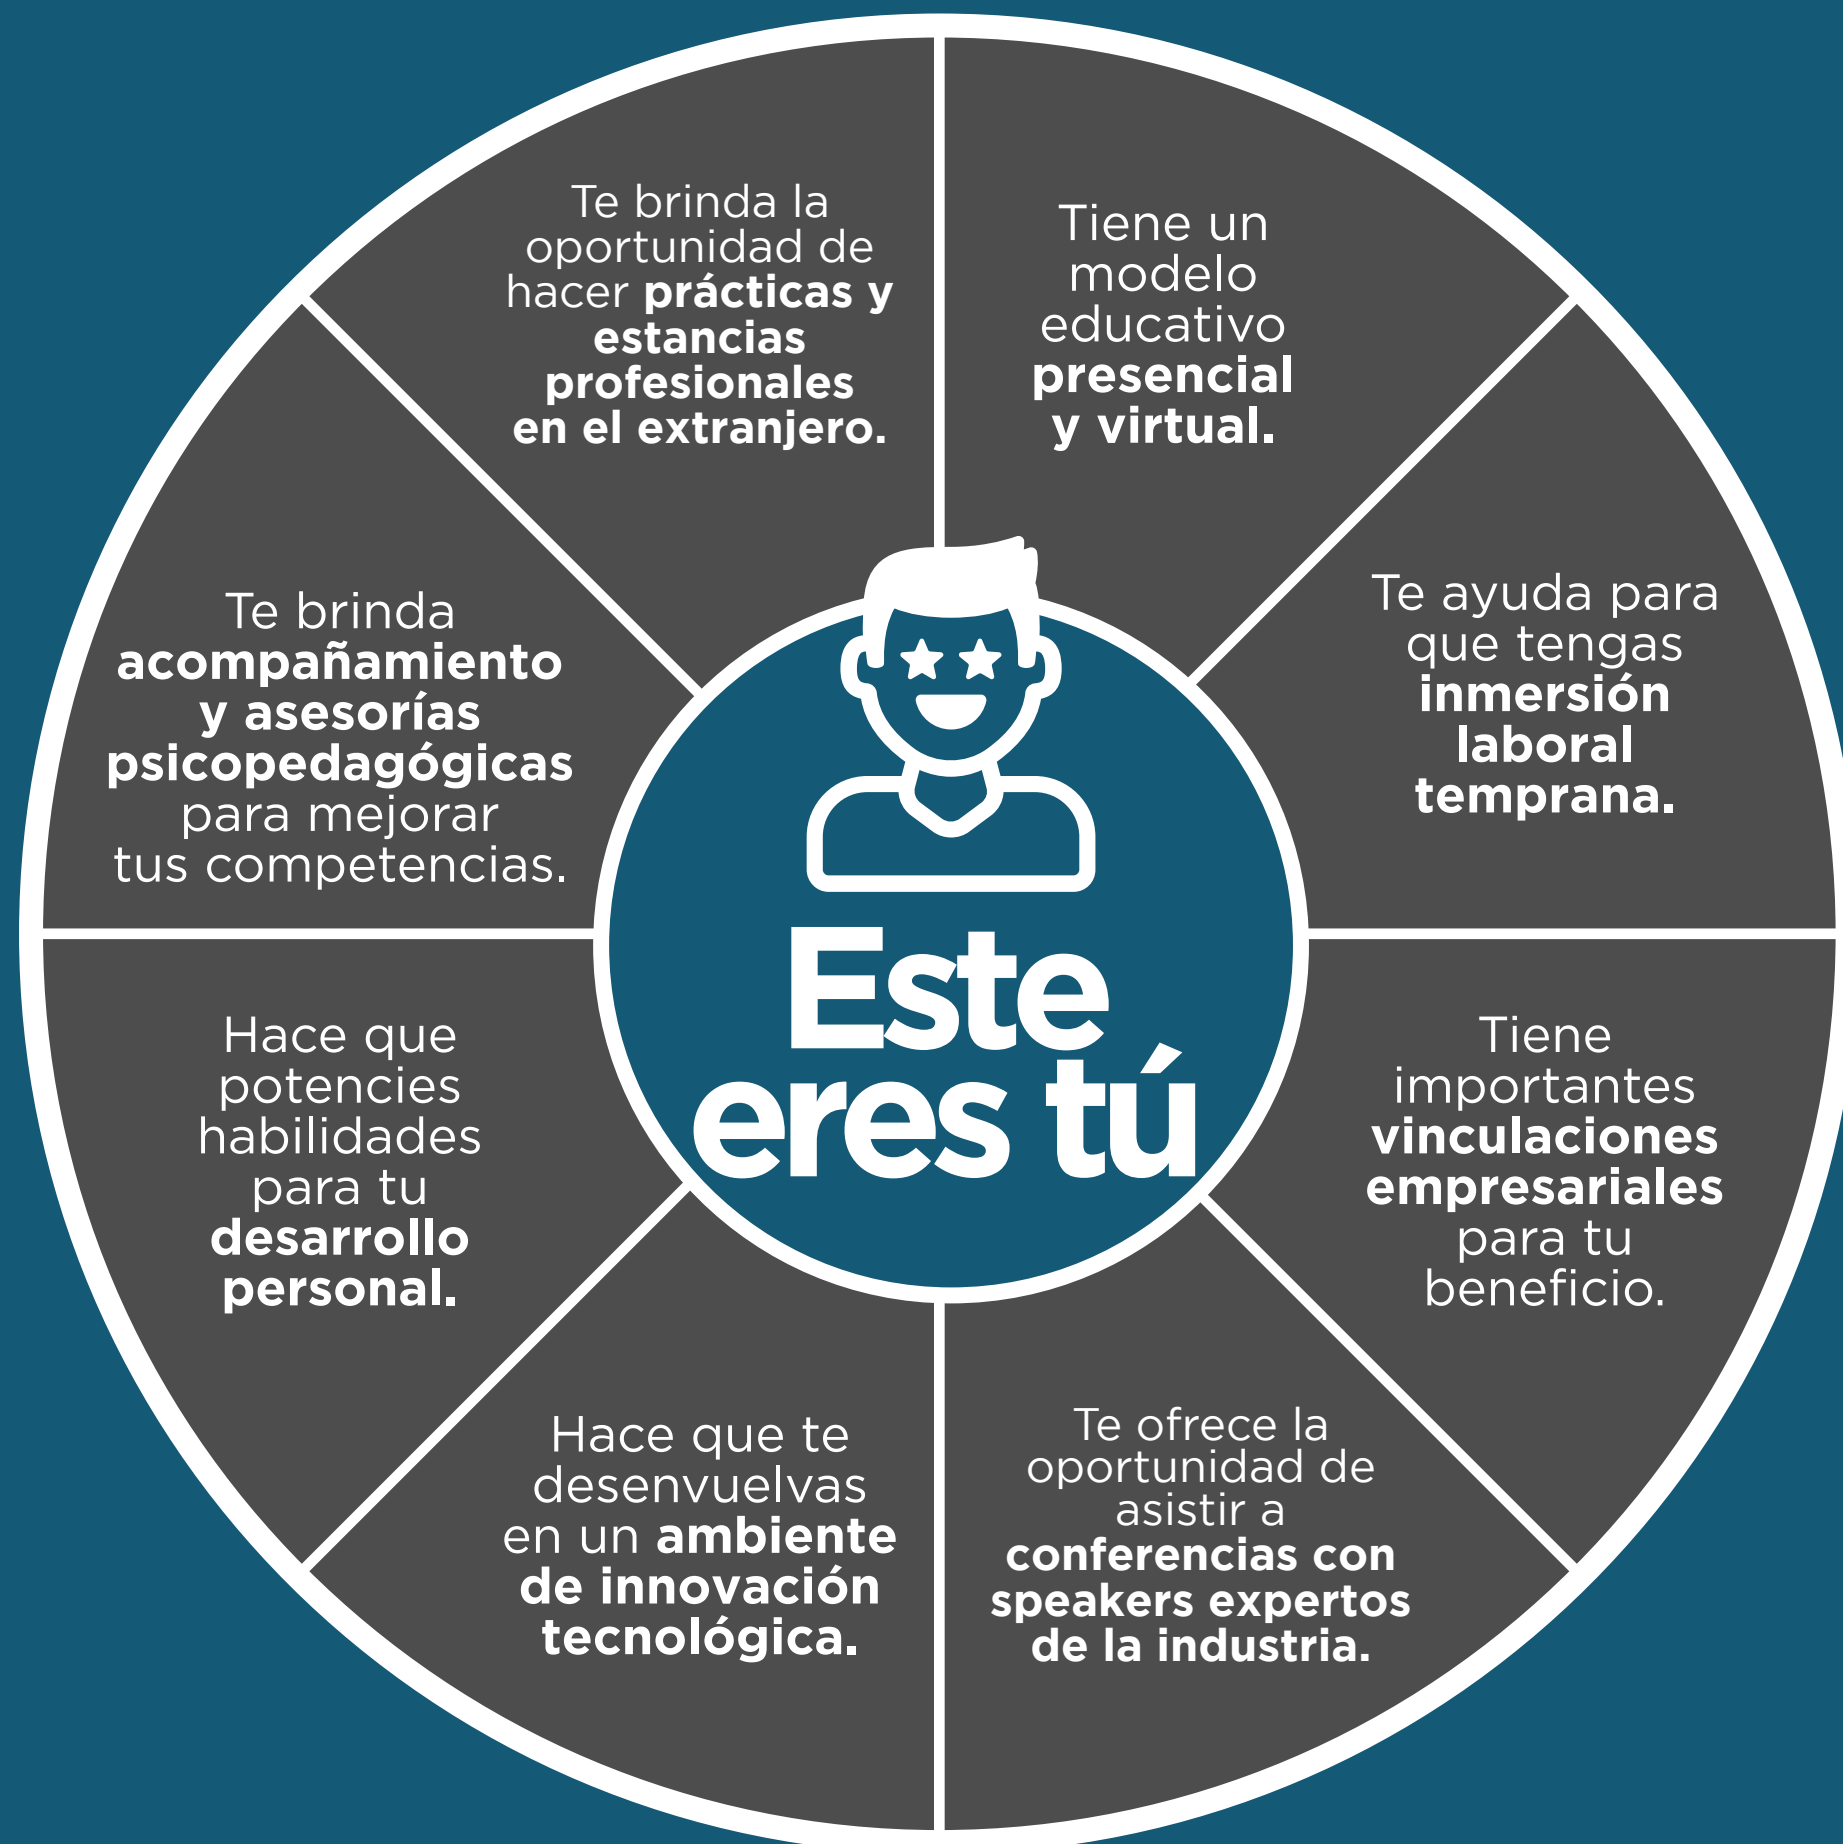 Te brinda la
oportunidad de
hacer prácticas y
estancias
profesionales
en el extranjero.
Tiene un
modelo
educativo
presencial
y virtual.
Te ayuda para
que tengas
inmersión
laboral
temprana.
Tiene
importantes
vinculaciones
empresariales
para tu
beneficio.
Te ofrece la
oportunidad de
asistir a
conferencias con
speakers expertos
de la industria.
Hace que te
desenvuelvas
en un ambiente
de innovación
tecnológica.
Hace que
potencies
habilidades
para tu
desarrollo
personal.
Te brinda
acompañamiento
y asesorías
psicopedagógicas
para mejorar
tus competencias.
Este
eres tú